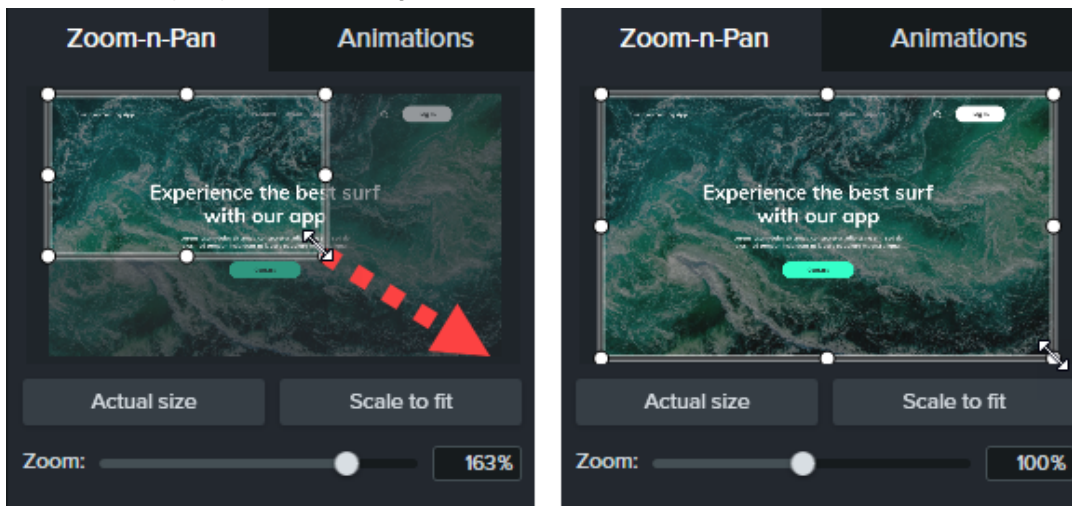 Zoom-n-Pan Animations
Experience the best surf
with our app
Actual size Scale to fit
Zoom: 163%
Zoom-n-Pan Animations
Experience the best surf
with our app
Actual size Scale to fit
Zoom: 100%